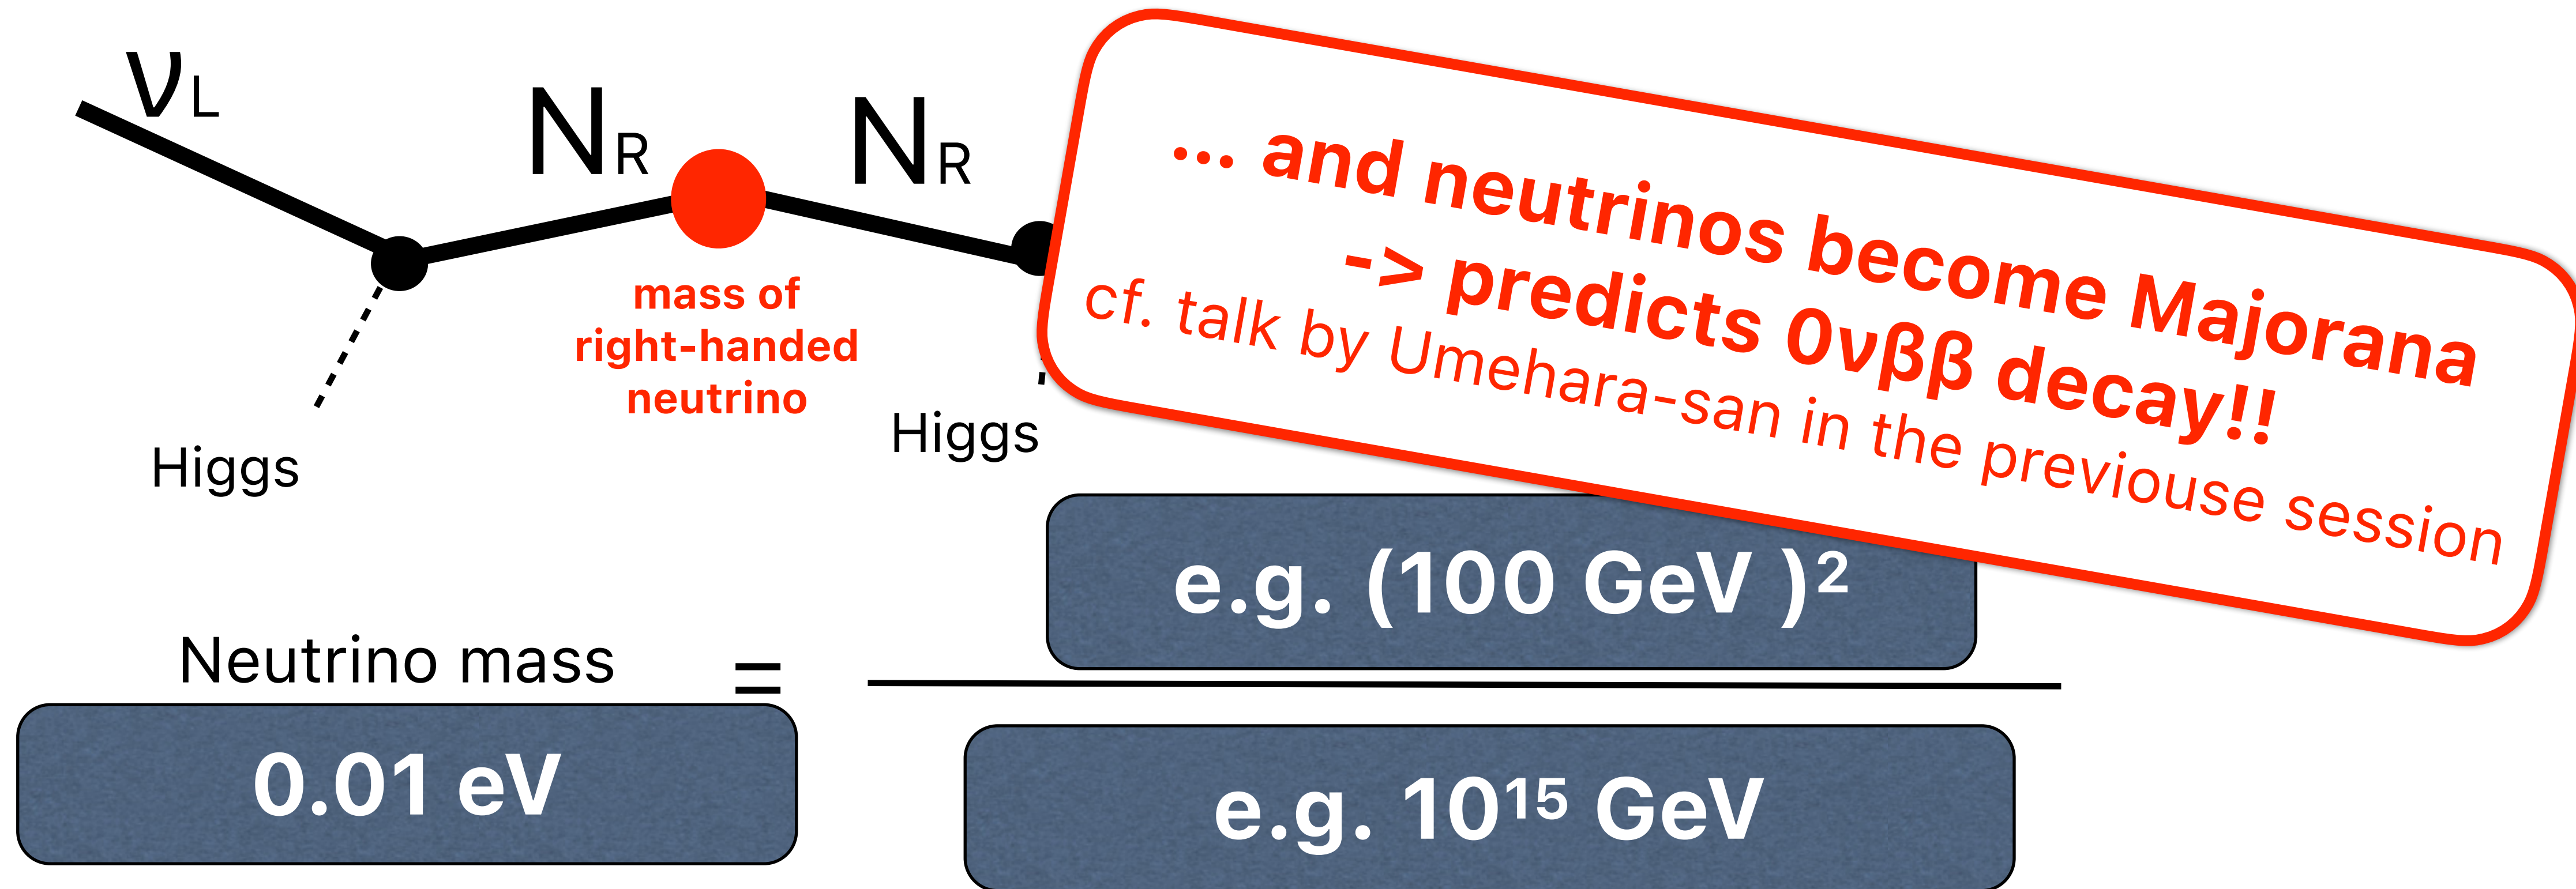 νL
NR
NR
mass of
right-handed
neutrino
Higgs
Higgs
... and neutrinos become Majorana
-> predicts 0νββ decay!!
cf. talk by Umehara-san in the previouse session
Neutrino mass =
e.g. (100 GeV )²
0.01 eV
e.g. 10¹⁵ GeV